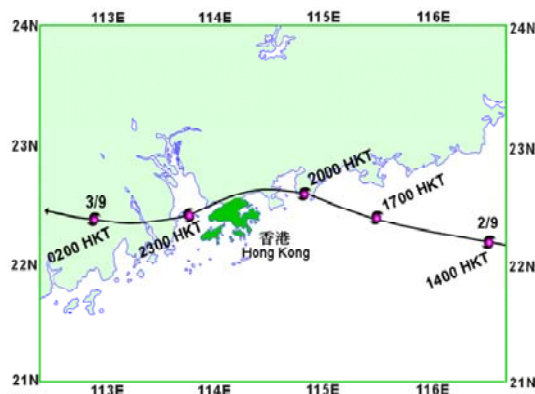 113E 114E 115E 116E
24N 24N
2000 HKT
23N 23N
1700 HKT
3/9
2/9
0200 HKT
2300 HKT
香港
Hong Kong
22N 22N
1400 HKT
21N 21N
113E 114E 115E 116E